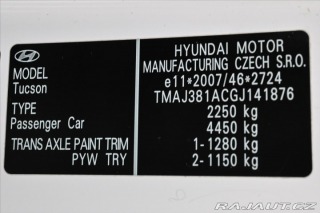 HYUNDAI MOTOR
MANUFACTURING CZECH S.R.O.
e11*2007/46*2724
TMAJ381ACGJ141876
2250 kg
4450 kg
1- 1280 kg
2- 1150 kg
MODEL
Tucson
TYPE
Passenger Car
TRANS AXLE PAINT TRIM
PYW TRY
RAJAUT.CZ